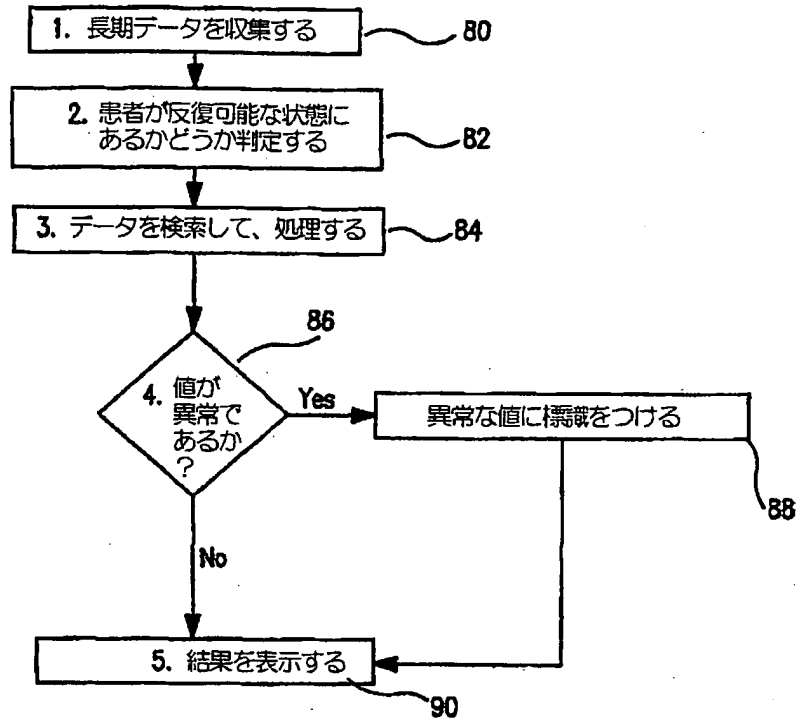 1. 長期データを収集する
80
2. 患者が反復可能な状態に
あるかどうか判定する
82
3. データを検索して、処理する
84
86
4. 値が
異常で
あるか
?
Yes
異常な値に標識をつける
88
No
5. 結果を表示する
90